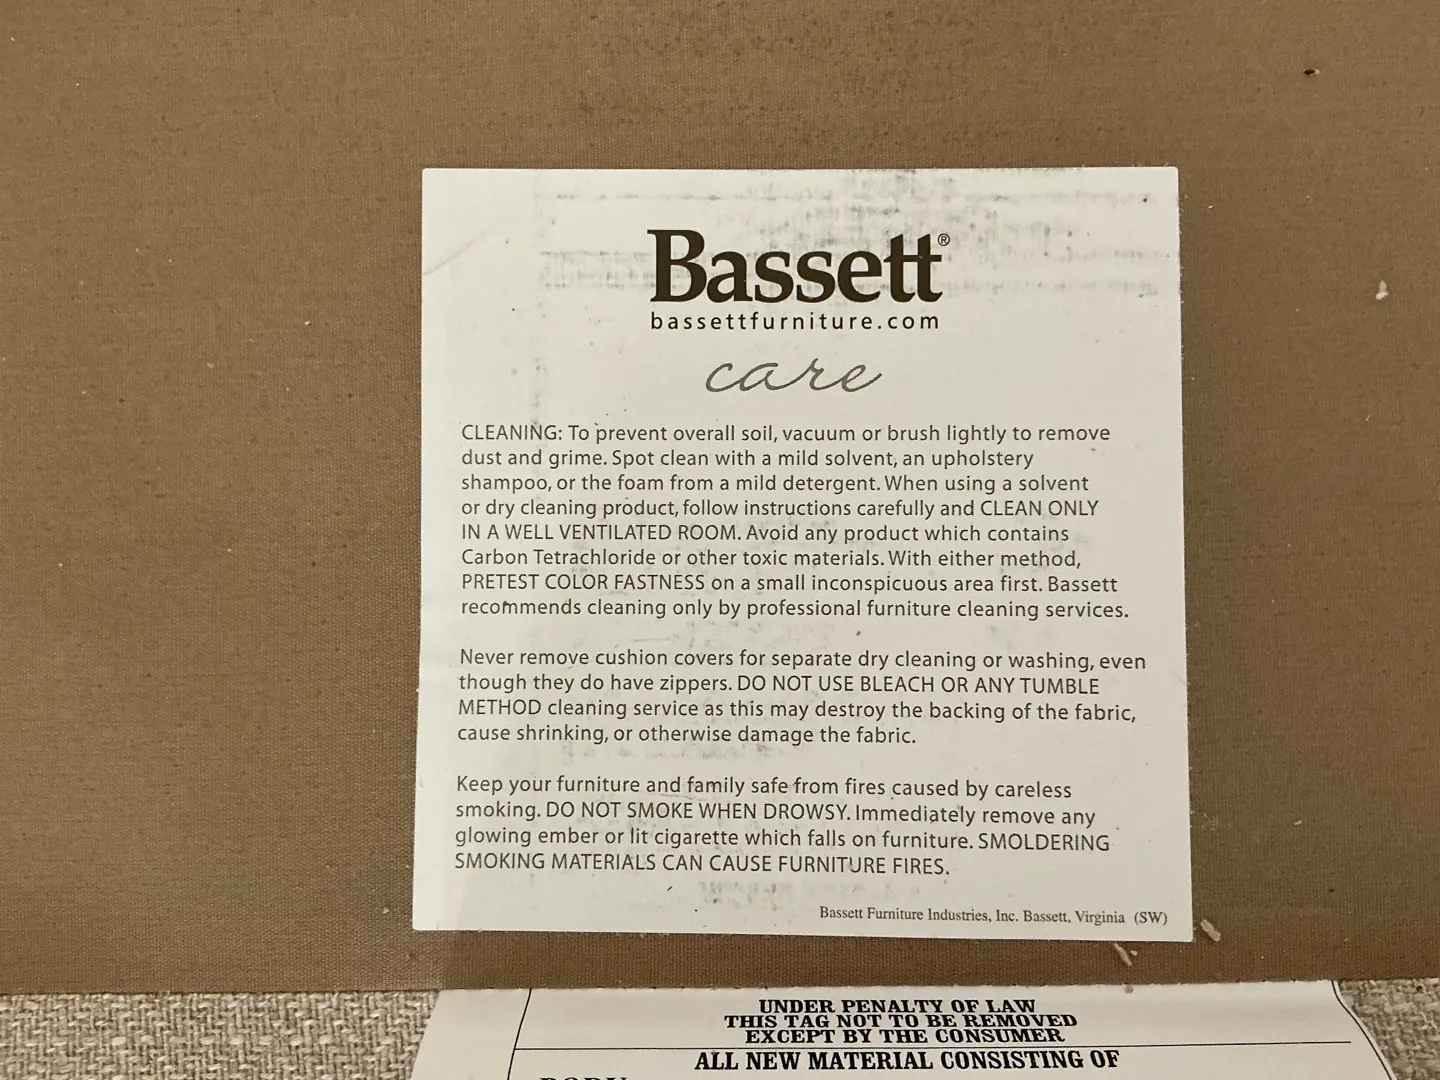 Bassett®
bassettfurniture.com
care
CLEANING: To prevent overall soil, vacuum or brush lightly to remove
dust and grime. Spot clean with a mild solvent, an upholstery
shampoo, or the foam from a mild detergent. When using a solvent
or dry cleaning product, follow instructions carefully and CLEAN ONLY
IN A WELL VENTILATED ROOM. Avoid any product which contains
Carbon Tetrachloride or other toxic materials. With either method,
PRETEST COLOR FASTNESS on a small inconspicuous area first. Bassett
recommends cleaning only by professional furniture cleaning services.
Never remove cushion covers for separate dry cleaning or washing, even
though they do have zippers. DO NOT USE BLEACH OR ANY TUMBLE
METHOD cleaning service as this may destroy the backing of the fabric,
cause shrinking, or otherwise damage the fabric.
Keep your furniture and family safe from fires caused by careless
smoking. DO NOT SMOKE WHEN DROWSY. Immediately remove any
glowing ember or lit cigarette which falls on furniture. SMOLDERING
SMOKING MATERIALS CAN CAUSE FURNITURE FIRES.
Bassett Furniture Industries, Inc. Bassett, Virginia (SW)
UNDER PENALTY OF LAW
THIS TAG NOT TO BE REMOVED
EXCEPT BY THE CONSUMER
ALL NEW MATERIAL CONSISTING OF